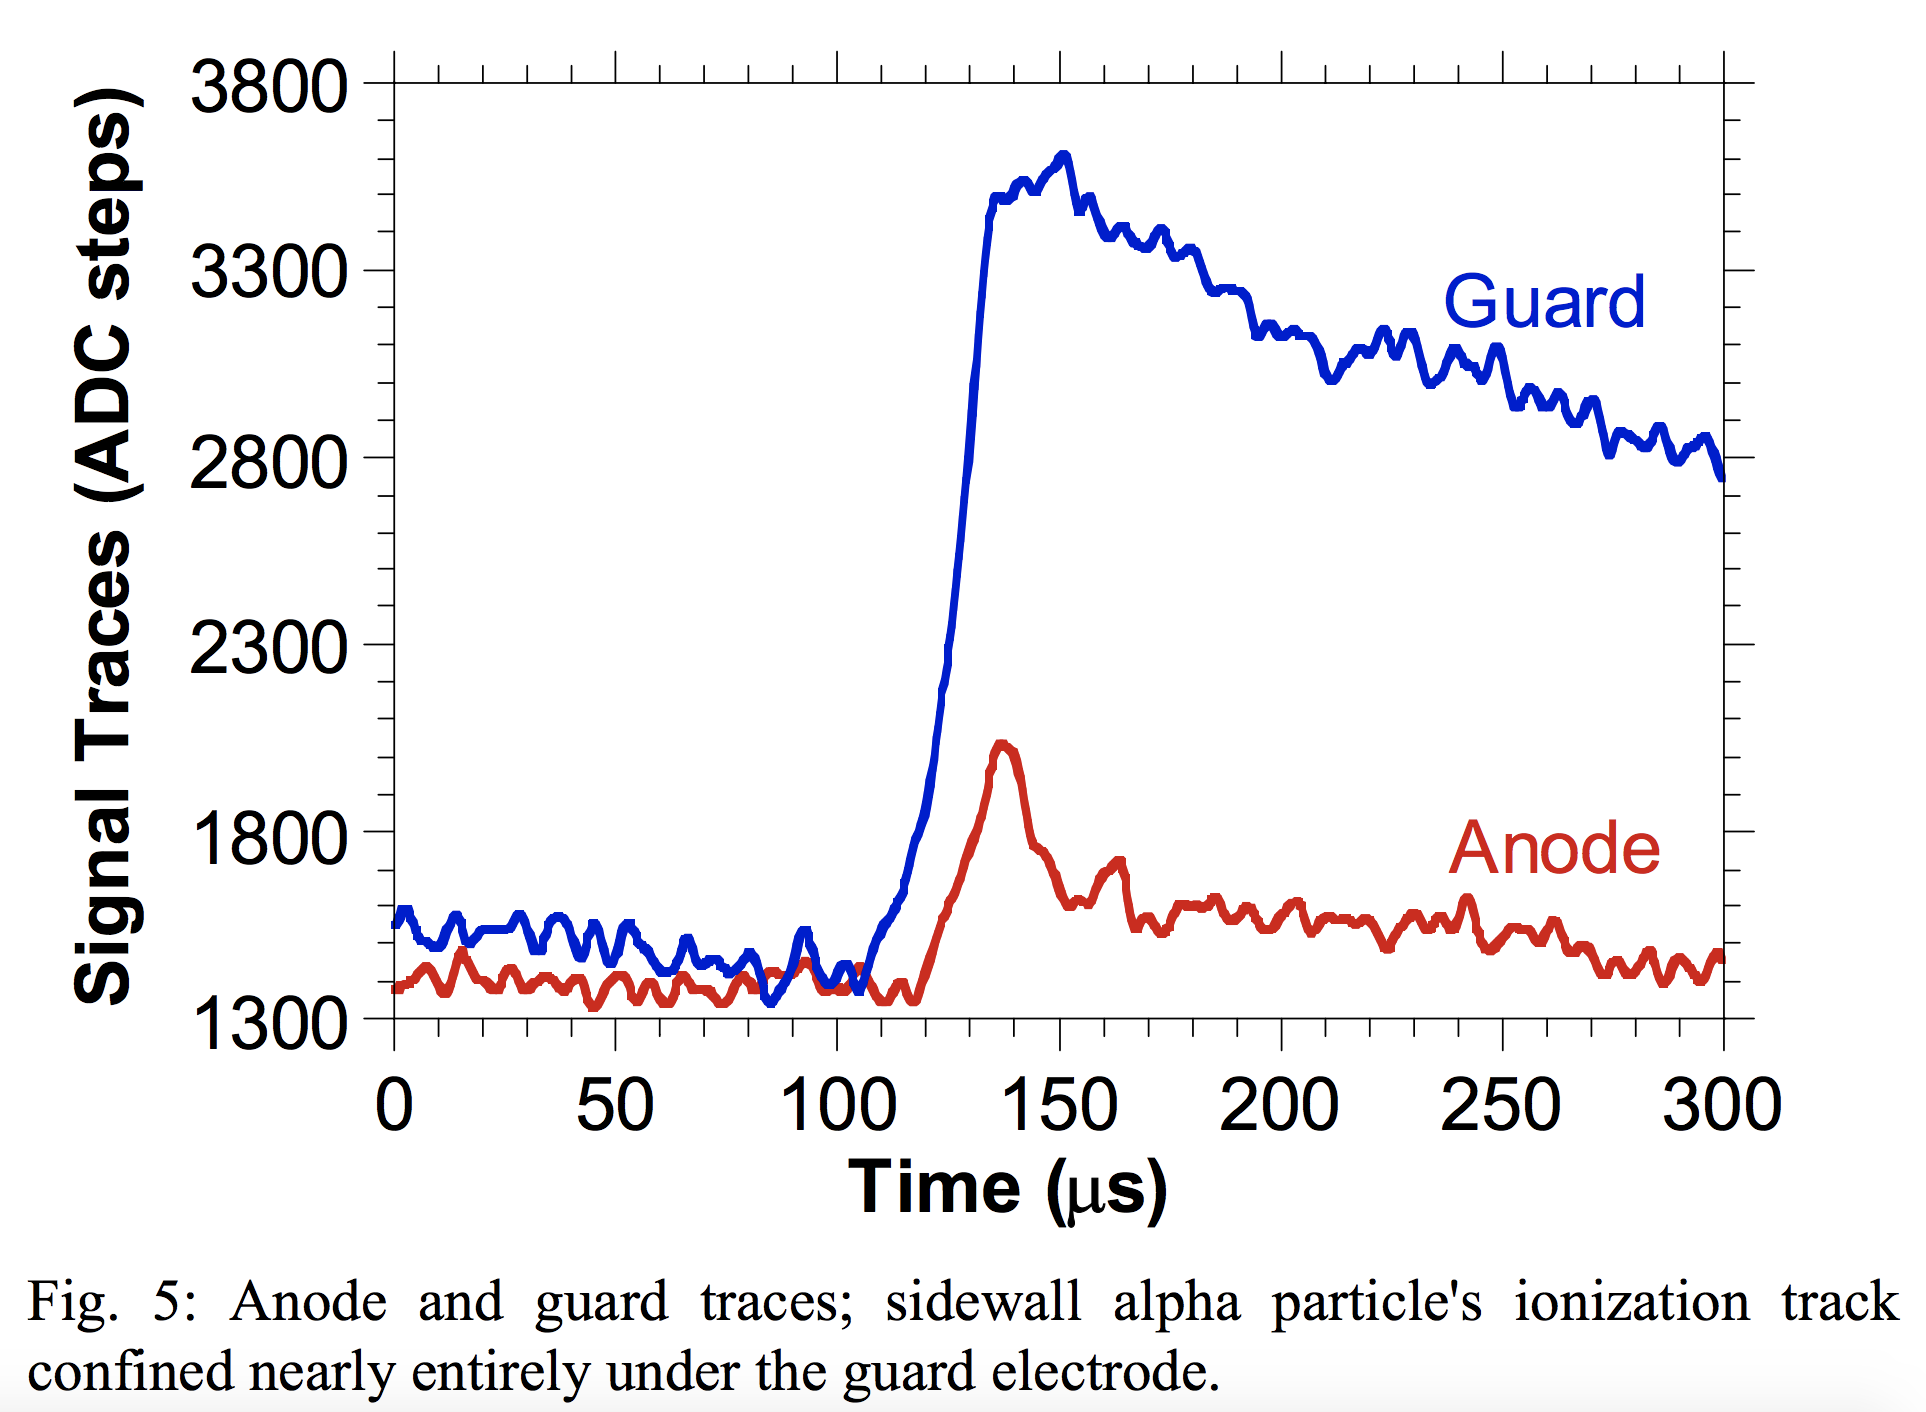 3800
3300
2800
2300
1800
1300
Signal Traces (ADC steps)
Guard
Anode
0 50 100 150 200 250 300
Time (μs)
Fig. 5: Anode and guard traces; sidewall alpha particle's ionization track
confined nearly entirely under the guard electrode.